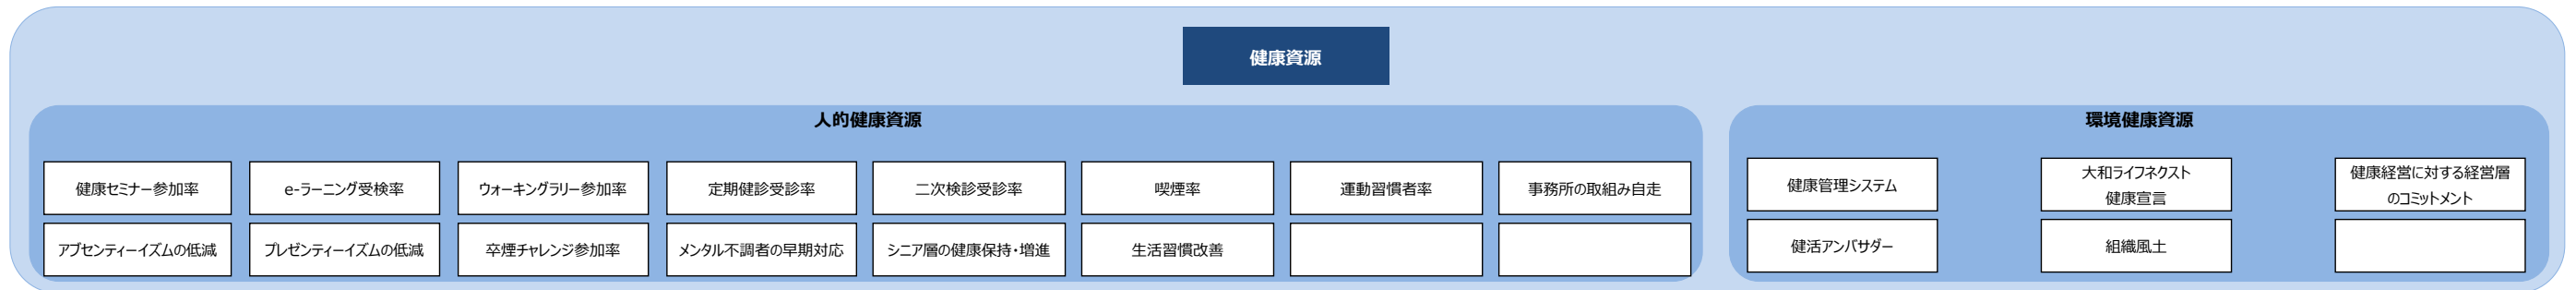 健康資源
人的健康資源
健康セミナー参加率
e-ラーニング受検率
ウォーキングラリー参加率
定期健診受診率
二次検診受診率
喫煙率
運動習慣者率
事務所の取組み自走
アブセンティーイズムの低減
プレゼンティーイズムの低減
卒煙チャレンジ参加率
メンタル不調者の早期対応
シニア層の健康保持・増進
生活習慣改善
環境健康資源
健康管理システム
大和ライフネクスト
健康宣言
健康経営に対する経営層
のコミットメント
健活アンバサダー
組織風土